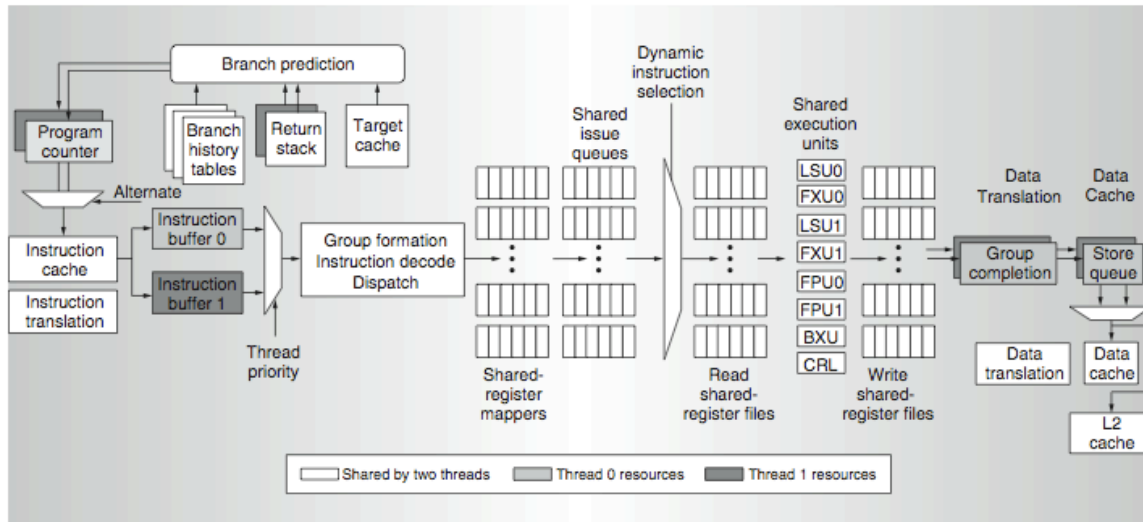 Branch prediction
Program
counter
Branch
history
tables
Return
stack
Target
cache
Alternate
Instruction
cache
Instruction
translation
Instruction
buffer 0
Instruction
buffer 1
Thread
priority
Group formation
Instruction decode
Dispatch
Shared-
register
mappers
Shared
issue
queues
Dynamic
instruction
selection
Read
shared-
register files
Shared
execution
units
LSU0
FXU0
LSU1
FXU1
FPU0
FPU1
BXU
CRL
Write
shared-
register files
Data
Translation
Group
completion
Data
Cache
Store
queue
Data
translation
Data
cache
L2
cache
Shared by two threads
Thread 0 resources
Thread 1 resources